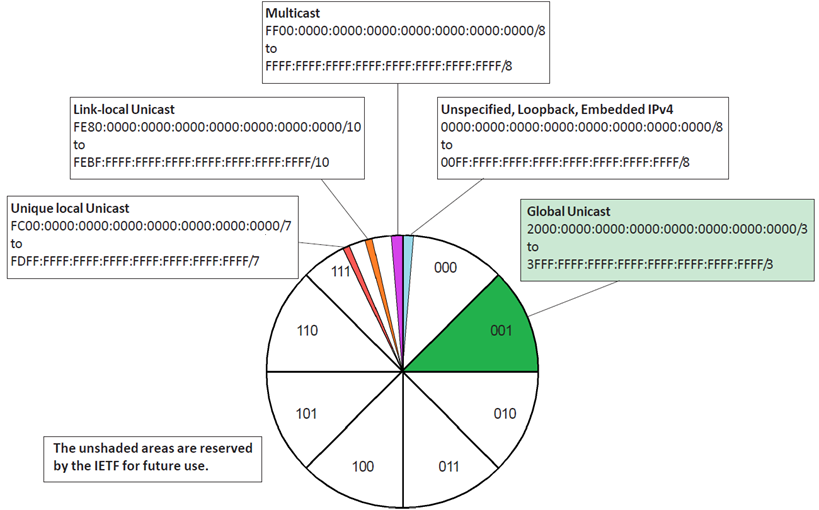 Multicast
FF00:0000:0000:0000:0000:0000:0000:0000/8
to
FFFF:FFFF:FFFF:FFFF:FFFF:FFFF:FFFF:FFFF/8
Link-local Unicast
FE80:0000:0000:0000:0000:0000:0000:0000/10
to
FEBF:FFFF:FFFF:FFFF:FFFF:FFFF:FFFF:FFFF/10
Unspecified, Loopback, Embedded IPv4
0000:0000:0000:0000:0000:0000:0000:0000/8
to
00FF:FFFF:FFFF:FFFF:FFFF:FFFF:FFFF:FFFF/8
Unique local Unicast
FC00:0000:0000:0000:0000:0000:0000:0000/7
to
FDFF:FFFF:FFFF:FFFF:FFFF:FFFF:FFFF:FFFF/7
Global Unicast
2000:0000:0000:0000:0000:0000:0000:0000/3
to
3FFF:FFFF:FFFF:FFFF:FFFF:FFFF:FFFF:FFFF/3
111
000
110
001
101
010
100
011
The unshaded areas are reserved
by the IETF for future use.